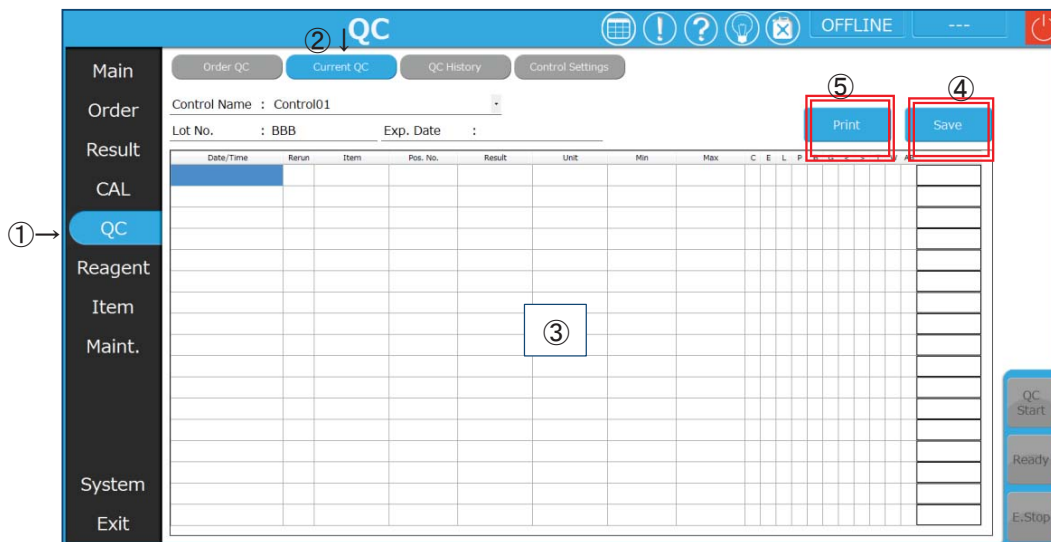 QC
OFFLINE
---
② ↓
Main
Order
Result
CAL
①→
QC
Reagent
Item
Maint.
System
Exit
Order QC
Current QC
QC History
Control Settings
Control Name : Control01
Lot No. : BBB Exp. Date :
⑤
Print
④
Save
Date/Time Rerun Item Pos. No. Result Unit Min Max C E L P
③
QC
Start
Ready
E.Stop